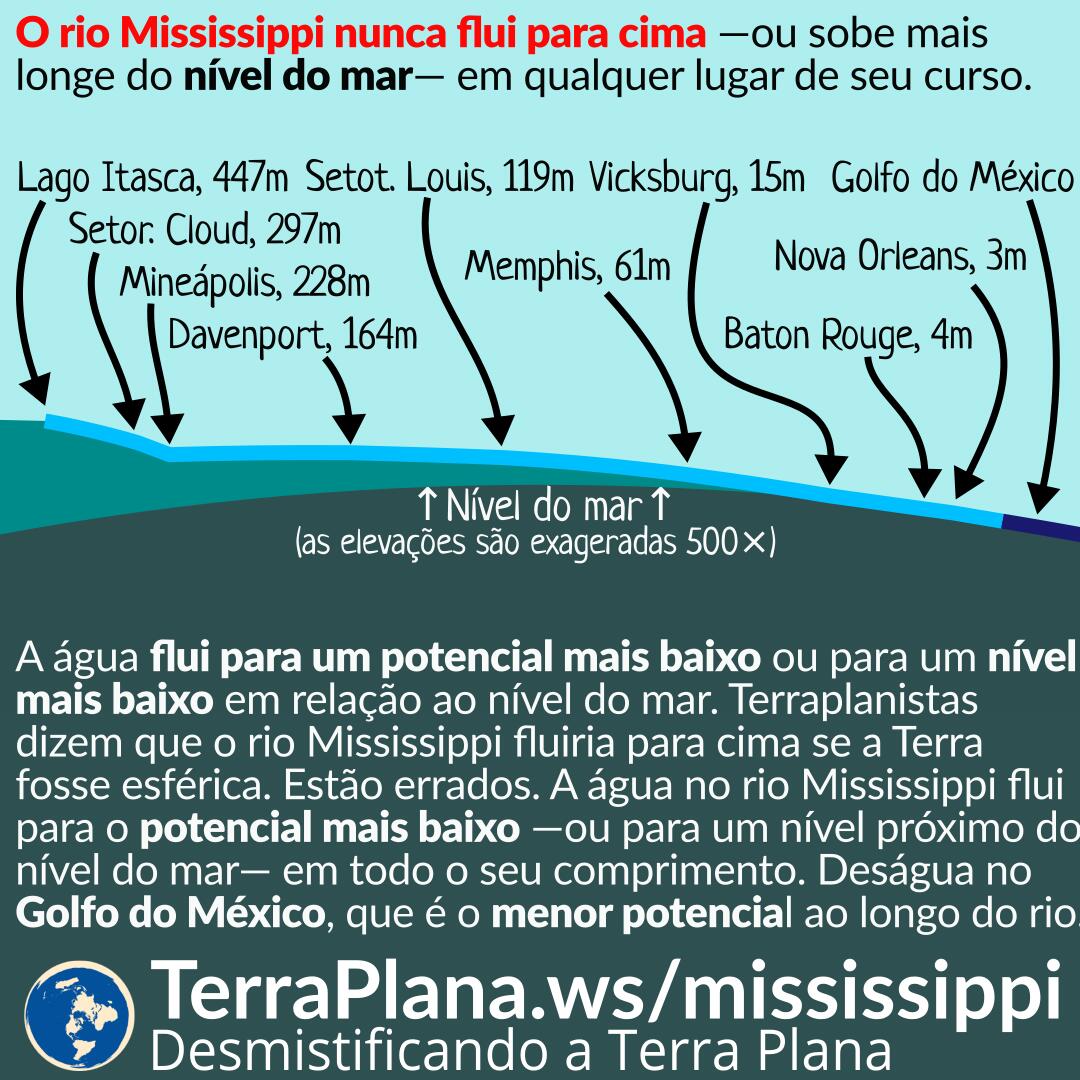 O rio Mississippi nunca flui para cima —ou sobe mais
longe do nível do mar— em qualquer lugar de seu curso.
Lago Itasca, 447m
Setot. Louis, 119m
Vicksburg, 15m
Golfo do México
Setor. Cloud, 297m
Mineápolis, 228m
Memphis, 61m
Nova Orleans, 3m
Davenport, 164m
Baton Rouge, 4m
↑Nível do mar↑
(as elevações são exageradas 500×)
A água flui para um potencial mais baixo ou para um nível
mais baixo em relação ao nível do mar. Terraplanistas
dizem que o rio Mississippi fluiria para cima se a Terra
fosse esférica. Estão errados. A água no rio Mississippi flui
para o potencial mais baixo —ou para um nível próximo do
nível do mar— em todo o seu comprimento. Deságua no
Golfo do México, que é o menor potencial ao longo do rio.
TerraPlana.ws/mississippi
Desmistificando a Terra Plana